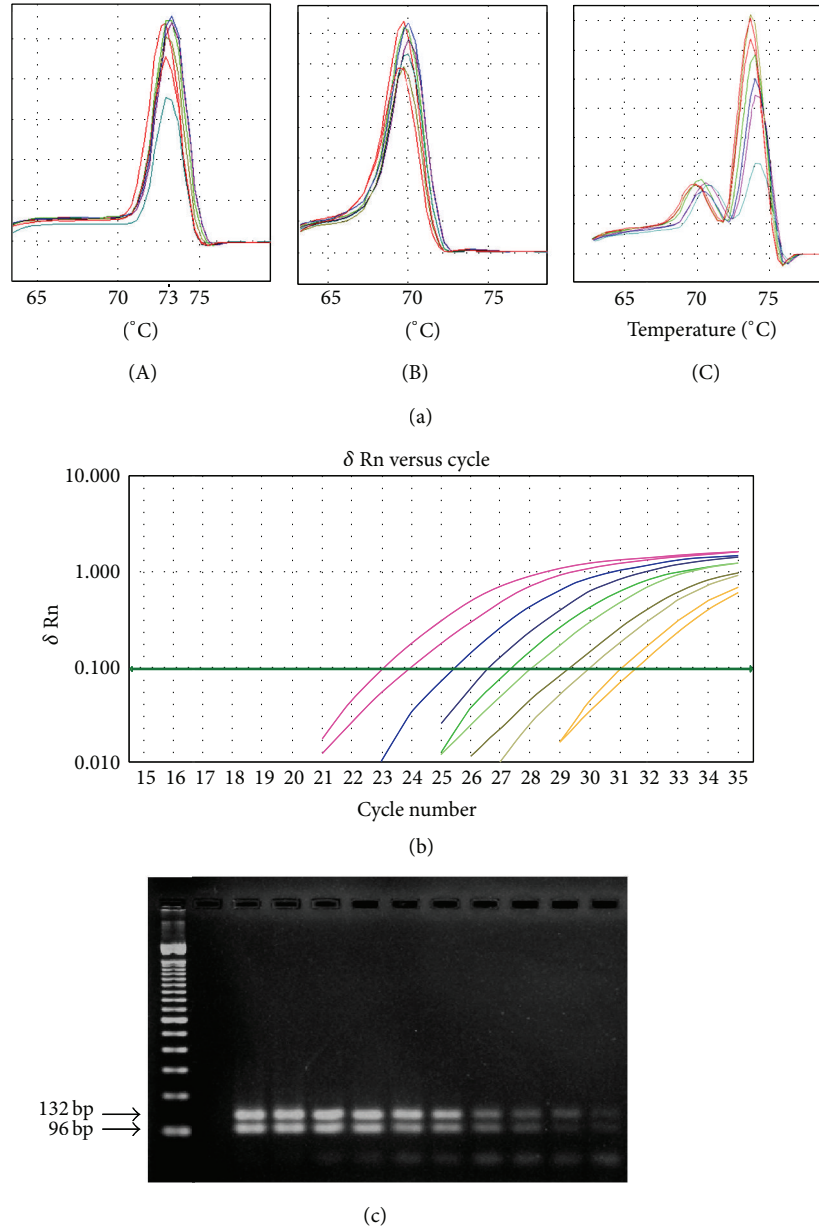 65 70 73 75
(°C)
(A)
65 70 75
(°C)
(B)
65 70 75
Temperature (°C)
(C)
(a)
δ Rn versus cycle
10.000
1.000
0.100
0.010
δ Rn
15 16 17 18 19 20 21 22 23 24 25 26 27 28 29 30 31 32 33 34 35
Cycle number
(b)
132 bp
96 bp
(c)